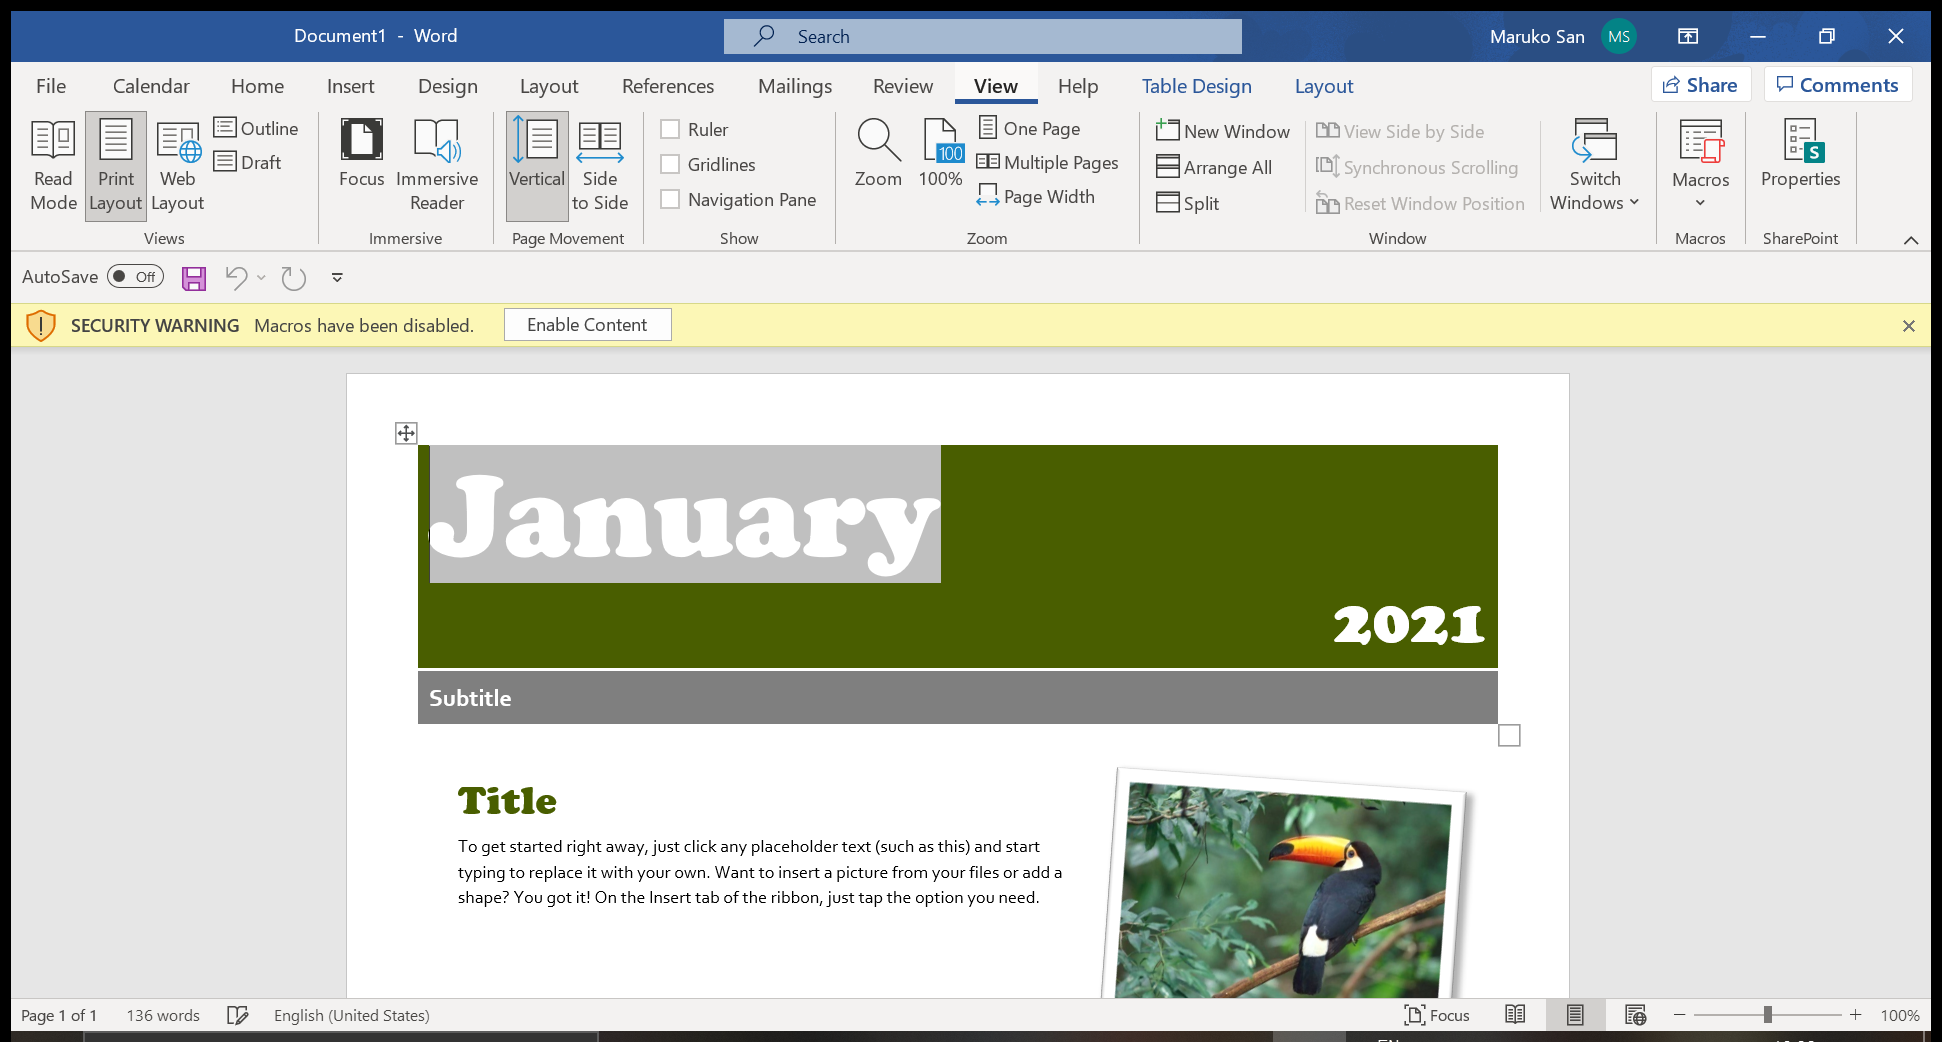 Document1 - Word
Search
Maruko San
MS
File
Calendar
Home
Insert
Design
Layout
References
Mailings
Review
View
Help
Table Design
Layout
Share
Comments
Read Mode
Print Layout
Web Layout
Outline
Draft
Views
Focus
Immersive Reader
Immersive
Vertical
Side to Side
Page Movement
Ruler
Gridlines
Navigation Pane
Show
Zoom
100
100%
One Page
Multiple Pages
Page Width
Zoom
New Window
Arrange All
Split
View Side by Side
Synchronous Scrolling
Reset Window Position
Switch Windows
Window
Macros
Macros
S
Properties
SharePoint
AutoSave
Off
SECURITY WARNING Macros have been disabled.
Enable Content
January
2021
Subtitle
Title
To get started right away, just click any placeholder text (such as this) and start
typing to replace it with your own. Want to insert a picture from your files or add a
shape? You got it! On the Insert tab of the ribbon, just tap the option you need.
Page 1 of 1
136 words
English (United States)
Focus
100%